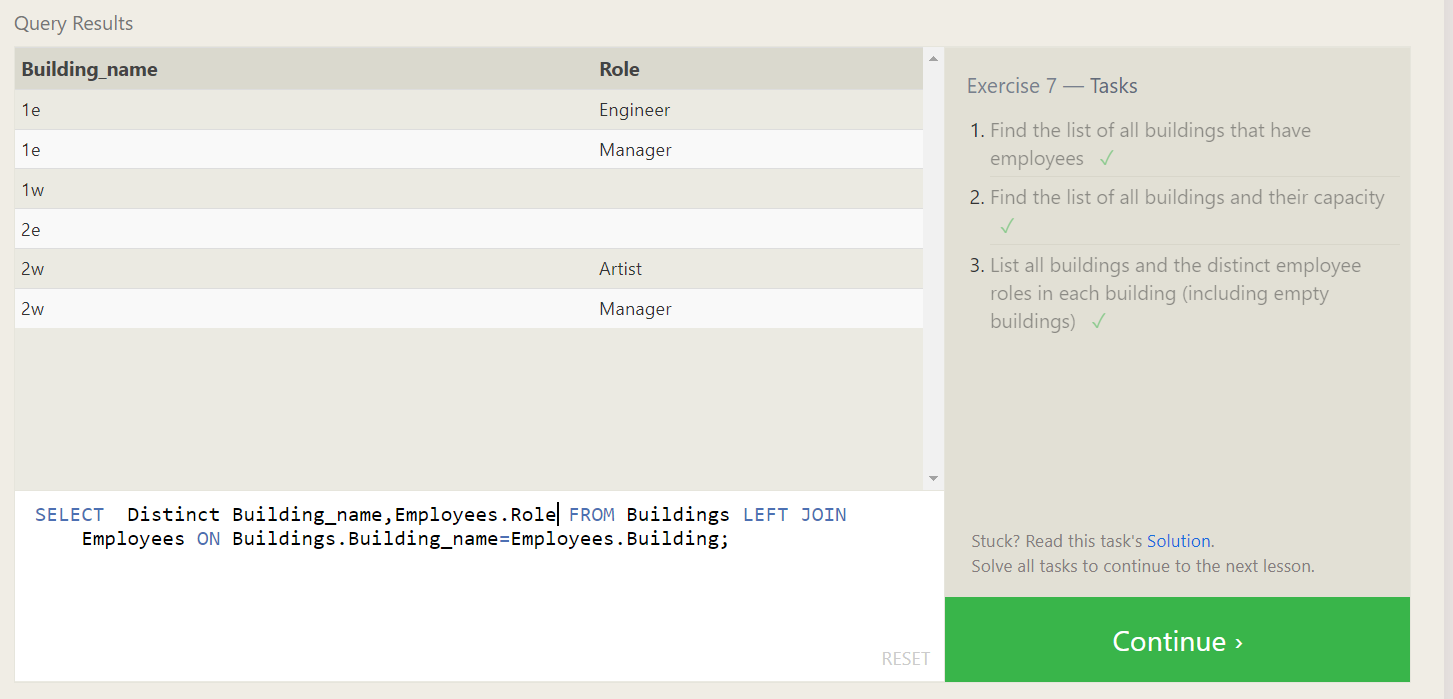 Query Results
Building_name Role
1e Engineer
1e Manager
1w
2e
2w Artist
2w Manager
SELECT  Distinct Building_name,Employees.Role FROM Buildings LEFT JOIN
Employees ON Buildings.Building_name=Employees.Building;
RESET
Exercise 7 — Tasks
1. Find the list of all buildings that have
employees ✓
2. Find the list of all buildings and their capacity
✓
3. List all buildings and the distinct employee
roles in each building (including empty
buildings) ✓
Stuck? Read this task's Solution.
Solve all tasks to continue to the next lesson.
Continue ›